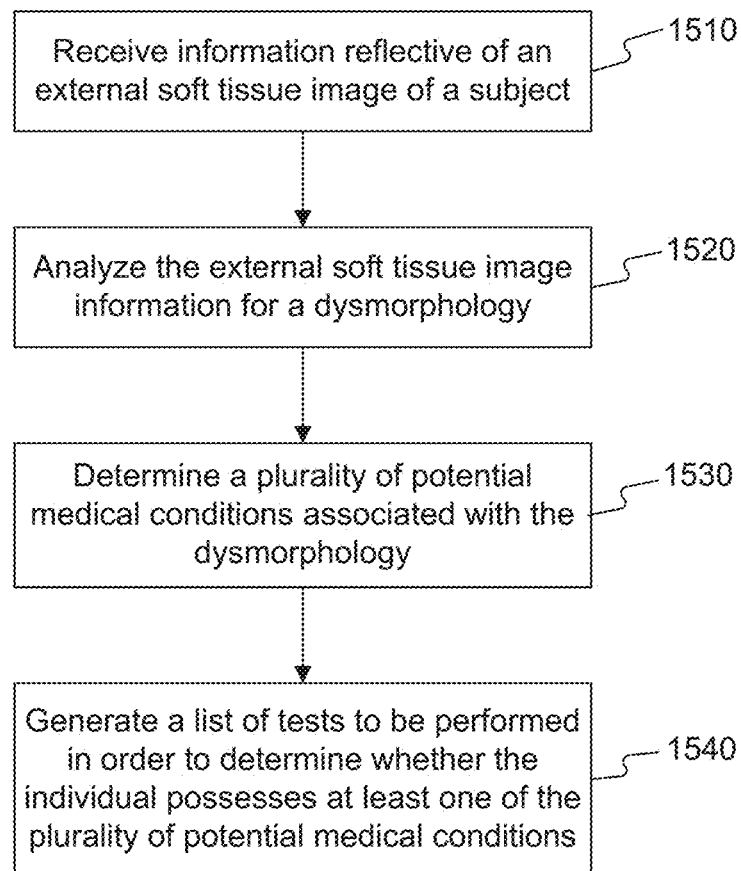 Receive information reflective of an
external soft tissue image of a subject
1510
Analyze the external soft tissue image
information for a dysmorphology
1520
Determine a plurality of potential
medical conditions associated with the
dysmorphology
1530
Generate a list of tests to be performed
in order to determine whether the
individual possesses at least one of the
plurality of potential medical conditions
1540